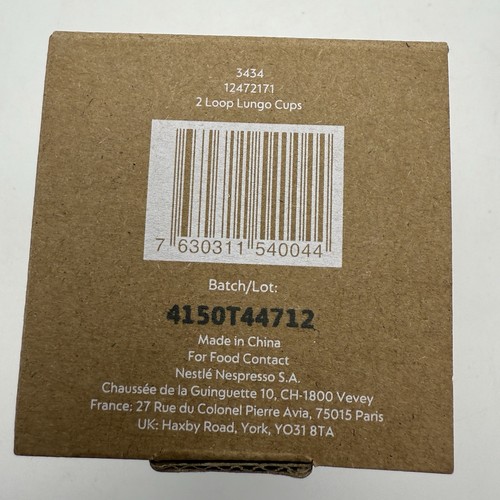 3434
12472171
2 Loop Lungo Cups
7 630311 540044
Batch/Lot:
4150T44712
Made in China
For Food Contact
Nestlé Nespresso S.A.
Chaussée de la Guinguette 10, CH-1800 Vevey
France: 27 Rue du Colonel Pierre Avia, 75015 Paris
UK: Haxby Road, York, YO31 8TA